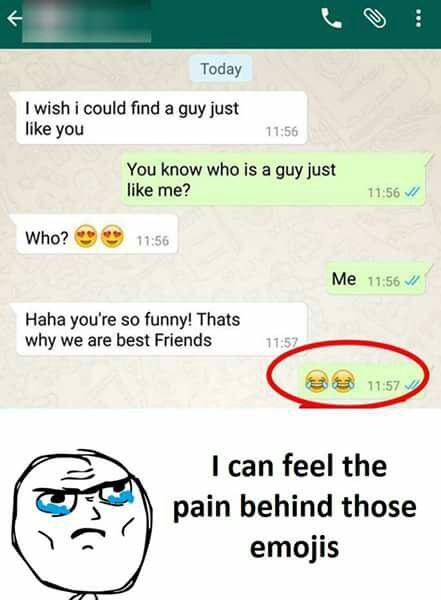 Today
I wish i could find a guy just
like you
11:56
You know who is a guy just
like me?
11:56
Who? 😍😍 11:56
Me 11:56
Haha you're so funny! Thats
why we are best Friends
11:57
😂😂 11:57
I can feel the
pain behind those
emojis